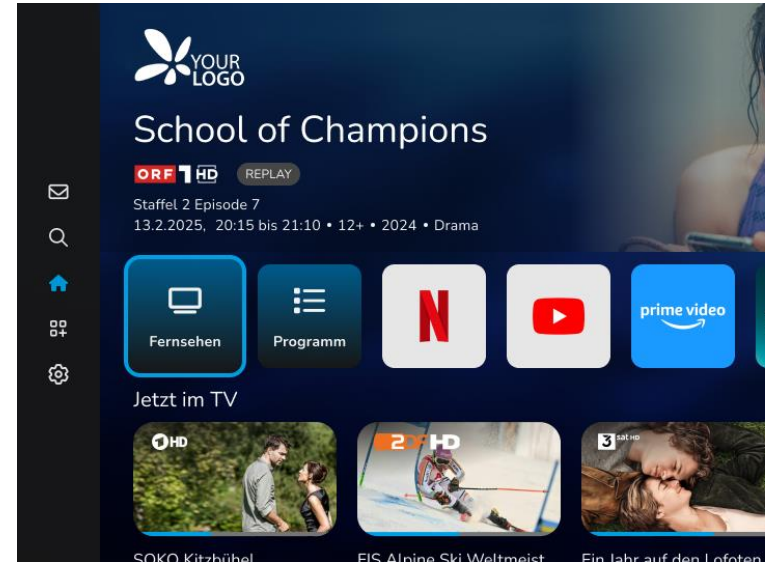 YOUR
LOGO
School of Champions
ORF 1 HD REPLAY
Staffel 2 Episode 7
13.2.2025, 20:15 bis 21:10 • 12+ • 2024 • Drama
Fernsehen
Programm
N
prime video
Jetzt im TV
1 HD
2DF HD
3sat HD
SOKO Kitzbühel
FIS Alpine Ski Weltmeist
Ein Jahr auf den Lofoten